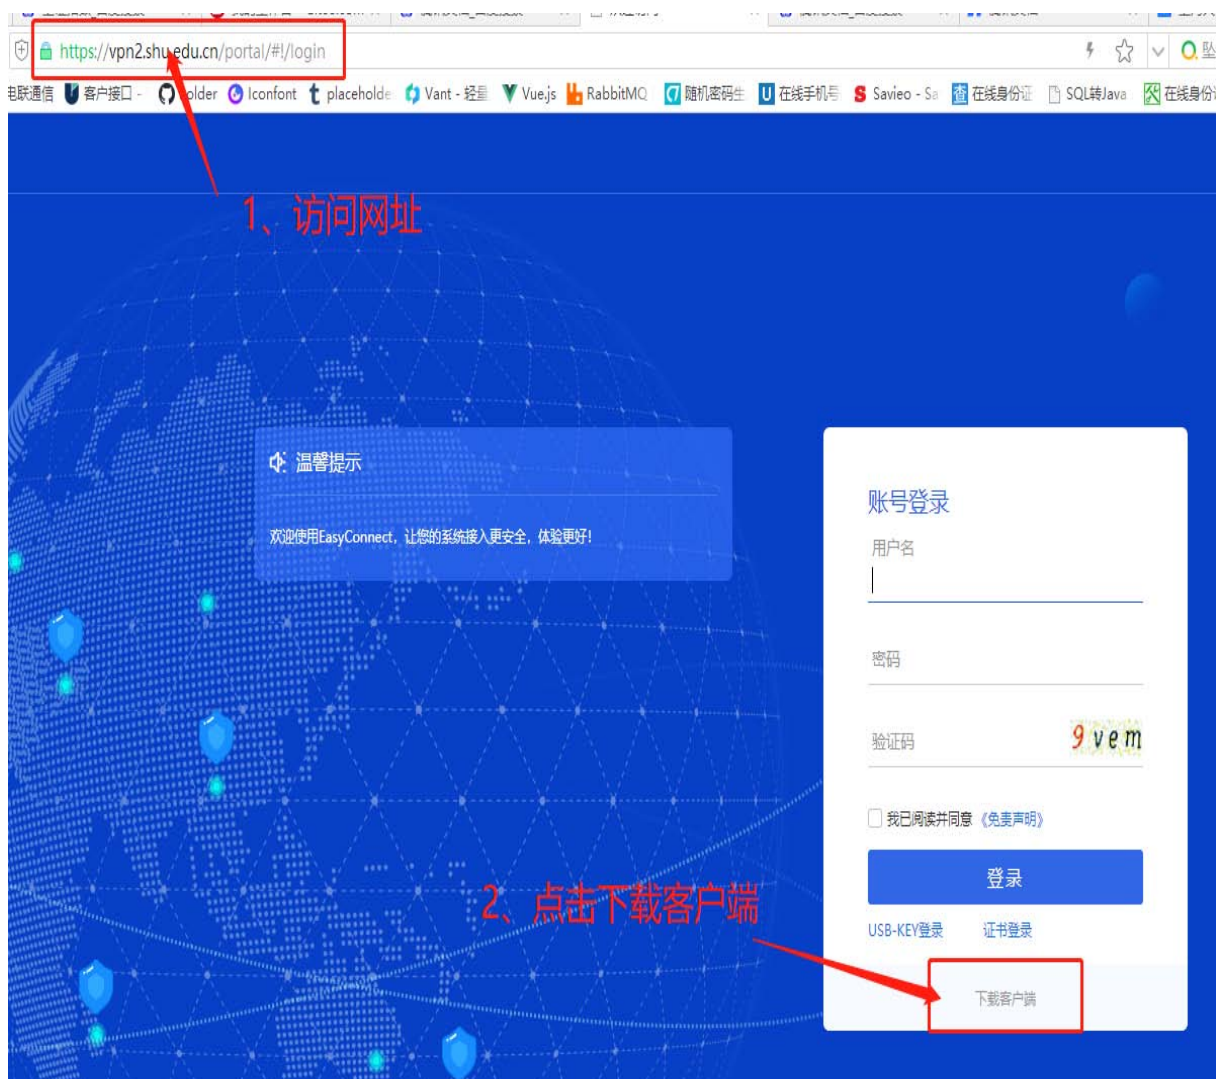 https://vpn2.shu.edu.cn/portal/#!/login
电联通信 客户接口 - Folder Iconfont placeholde Vant - 轻量 Vue.js RabbitMQ 随机密码生 在线手机号 Savieo - Sa 在线身份证 SQL转Java 在线身份
1、访问网址
温馨提示
欢迎使用EasyConnect，让您的系统接入更安全，体验更好！
账号登录
用户名
密码
验证码 9vem
我已阅读并同意《免责声明》
登录
2、点击下载客户端
USB-KEY登录 证书登录
下载客户端